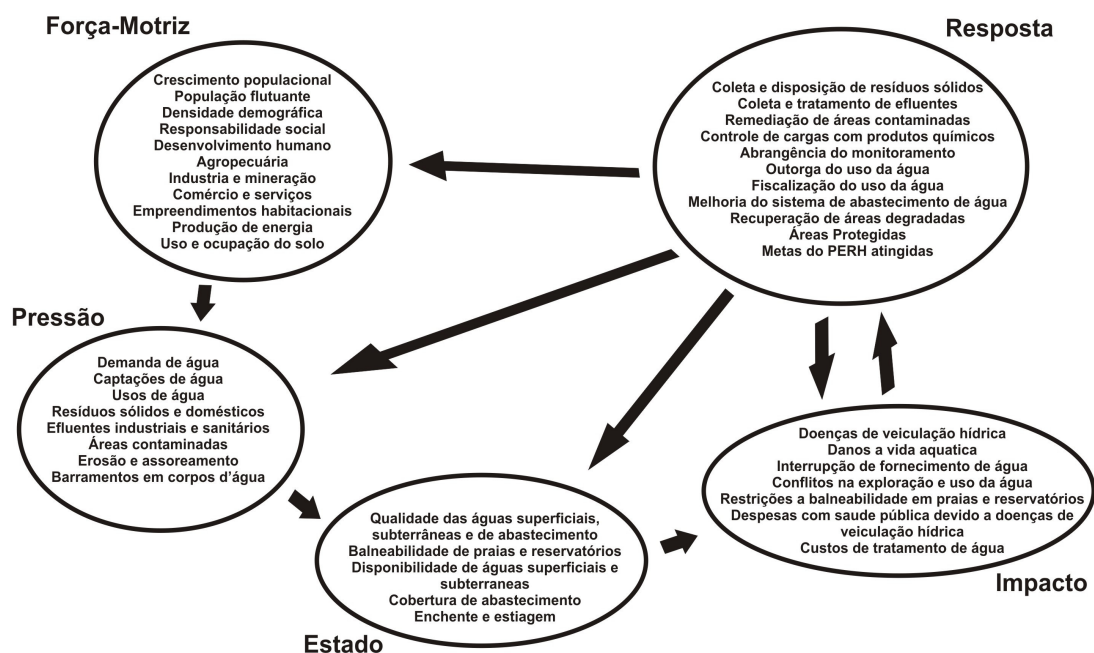 Força-Motriz
Crescimento populacional
População flutuante
Densidade demográfica
Responsabilidade social
Desenvolvimento humano
Agropecuária
Industria e mineração
Comércio e serviços
Empreendimentos habitacionais
Produção de energia
Uso e ocupação do solo
Resposta
Coleta e disposição de resíduos sólidos
Coleta e tratamento de efluentes
Remediação de áreas contaminadas
Controle de cargas com produtos químicos
Abrangência do monitoramento
Outorga do uso da água
Fiscalização do uso da água
Melhoria do sistema de abastecimento de água
Recuperação de áreas degradadas
Áreas Protegidas
Metas do PERH atingidas
Pressão
Demanda de água
Captações de água
Usos de água
Resíduos sólidos e domésticos
Efluentes industriais e sanitários
Áreas contaminadas
Erosão e assoreamento
Barramentos em corpos d'água
Qualidade das águas superficiais,
subterrâneas e de abastecimento
Balneabilidade de praias e reservatórios
Disponibilidade de águas superficiais e
subterraneas
Cobertura de abastecimento
Enchente e estiagem
Estado
Doenças de veiculação hídrica
Danos a vida aquatica
Interrupção de fornecimento de água
Conflitos na exploração e uso da água
Restrições a balneabilidade em praias e reservatórios
Despesas com saude pública devido a doenças de
veiculação hídrica
Custos de tratamento de água
Impacto